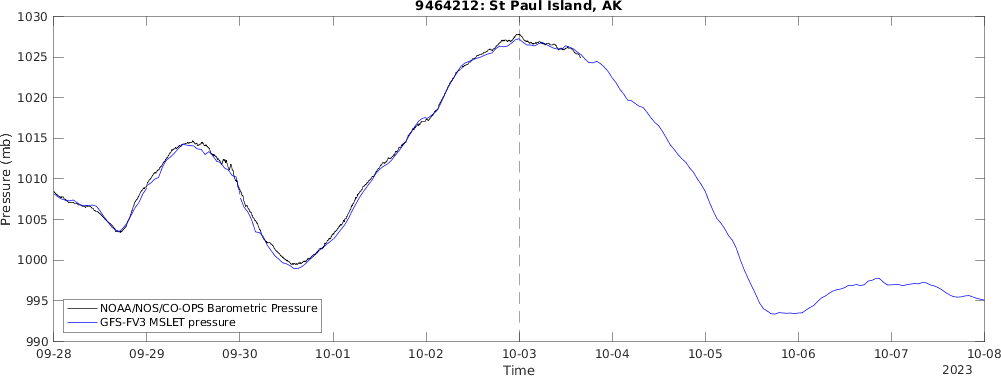 9464212: St Paul Island, AK
Pressure (mb)
1030
1025
1020
1015
1010
1005
1000
995
990
NOAA/NOS/CO-OPS Barometric Pressure
GFS-FV3 MSLET pressure
09-28 09-29 09-30 10-01 10-02 10-03 10-04 10-05 10-06 10-07 10-08
Time
2023